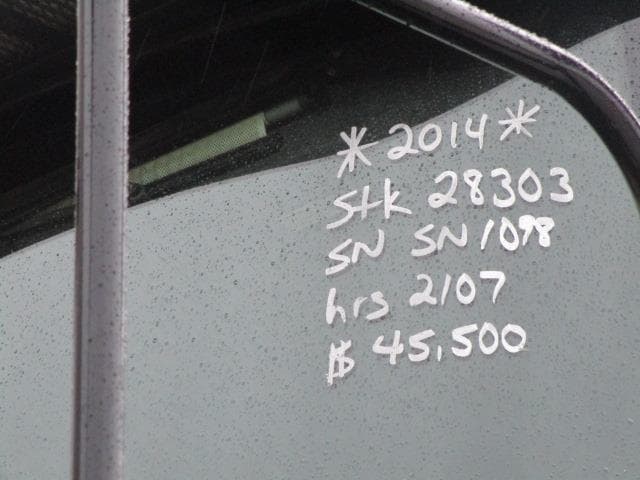 * 2014 *
Stk 28303
SN SN1098
hrs 2107
$ 45,500